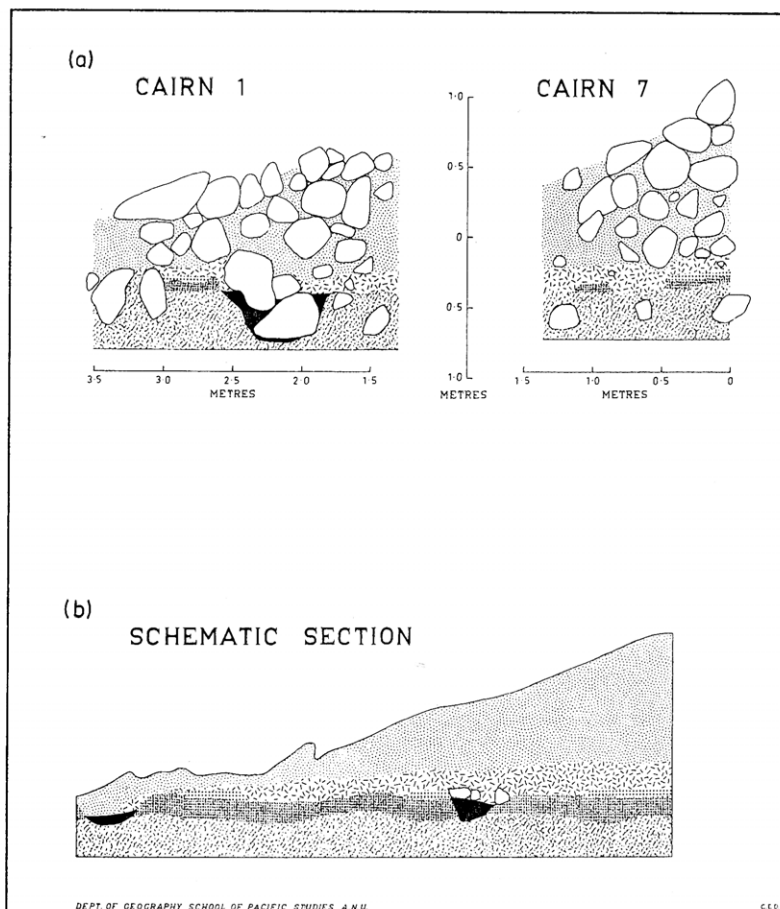 (a)
CAIRN 1
CAIRN 7
1·0
0·5
0
0·5
1·0
METRES
3·5 3·0 2·5 2·0 1·5
METRES
1·5 1·0 0·5 0
METRES
(b)
SCHEMATIC SECTION
DEPT. OF GEOGRAPHY SCHOOL OF PACIFIC STUDIES A.N.U.